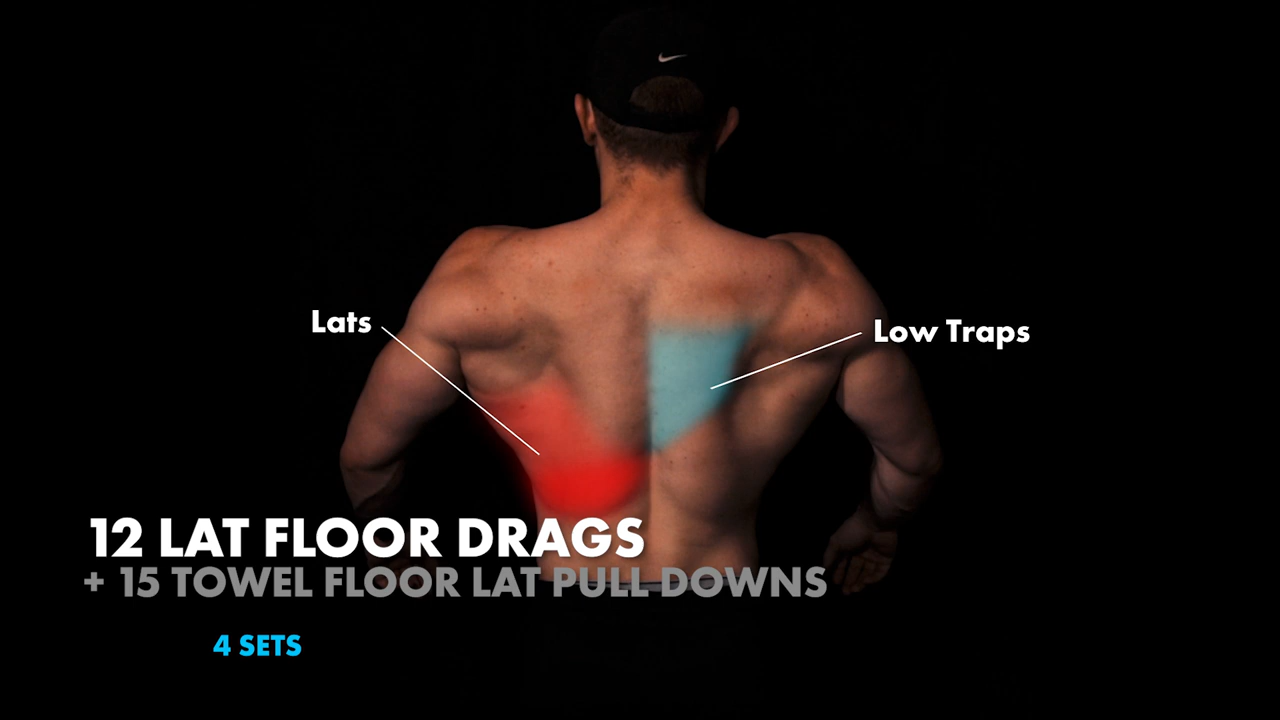 Lats
Low Traps
12 LAT FLOOR DRAGS
+ 15 TOWEL FLOOR LAT PULL DOWNS
4 SETS